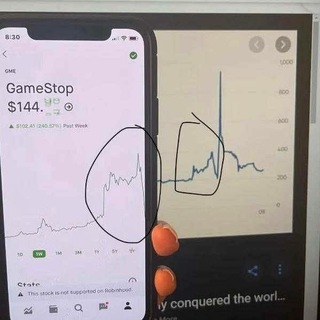 8:30
GME
GameStop
$144.
▲ $102.41 (240.57%) Past Week
1D 1W 1M 3M 1Y 5Y
Stats
This stock is not supported on Robinhood
1000
800
600
400
200
ly conquered the worl...